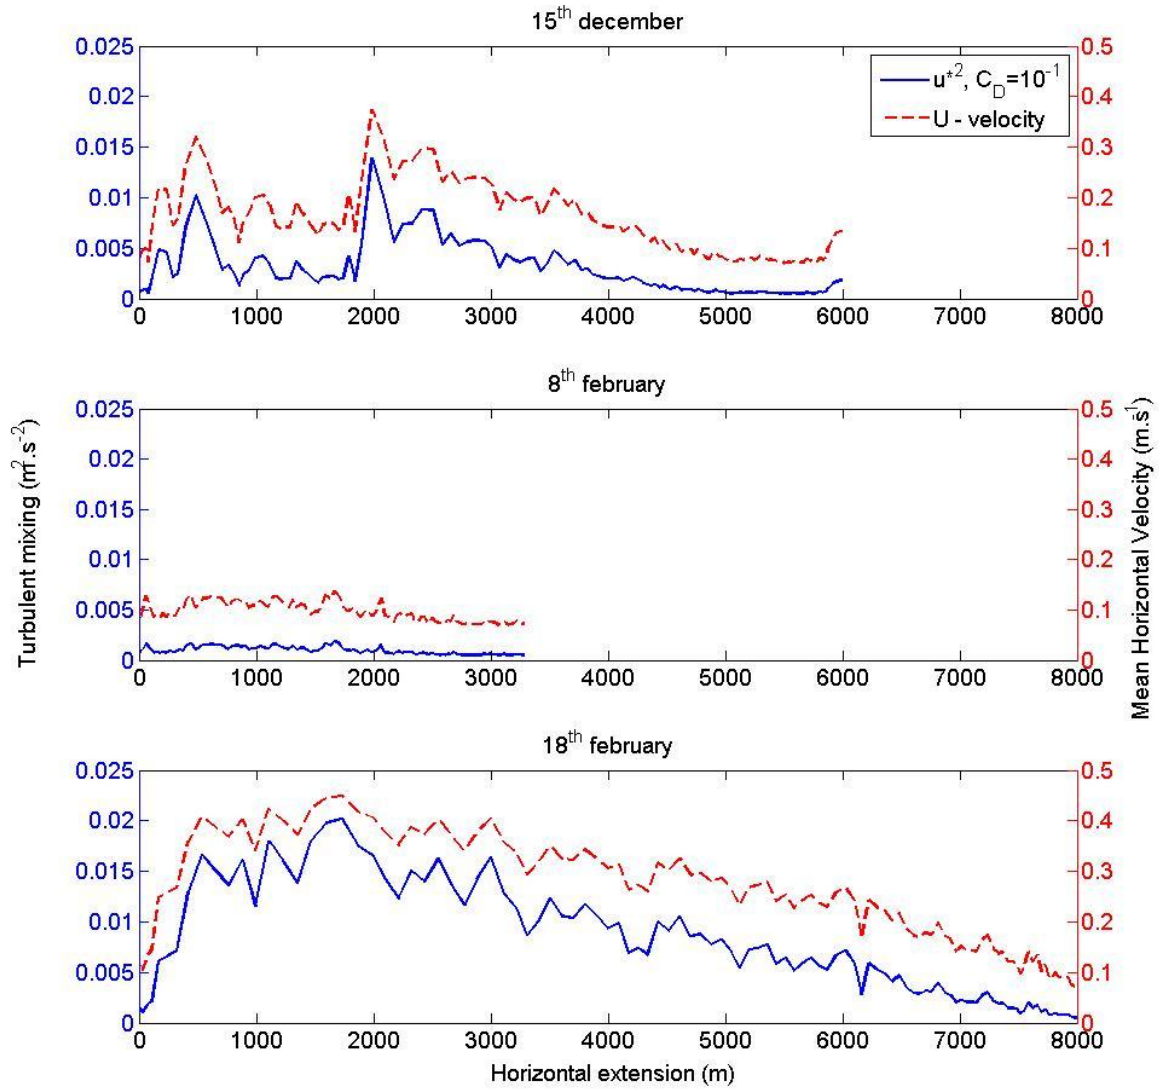 15th december
0.025 0.02 0.015 0.01 0.005 0
0.5 0.4 0.3 0.2 0.1 0
u*2, C_D=10^-1
U - velocity
0 1000 2000 3000 4000 5000 6000 7000 8000
8th february
0.025 0.02 0.015 0.01 0.005 0
0.5 0.4 0.3 0.2 0.1 0
0 1000 2000 3000 4000 5000 6000 7000 8000
Turbulent mixing (m2.s-2)
Mean Horizontal Velocity (m.s1)
18th february
0.025 0.02 0.015 0.01 0.005 0
0.5 0.4 0.3 0.2 0.1 0
0 1000 2000 3000 4000 5000 6000 7000 8000
Horizontal extension (m)